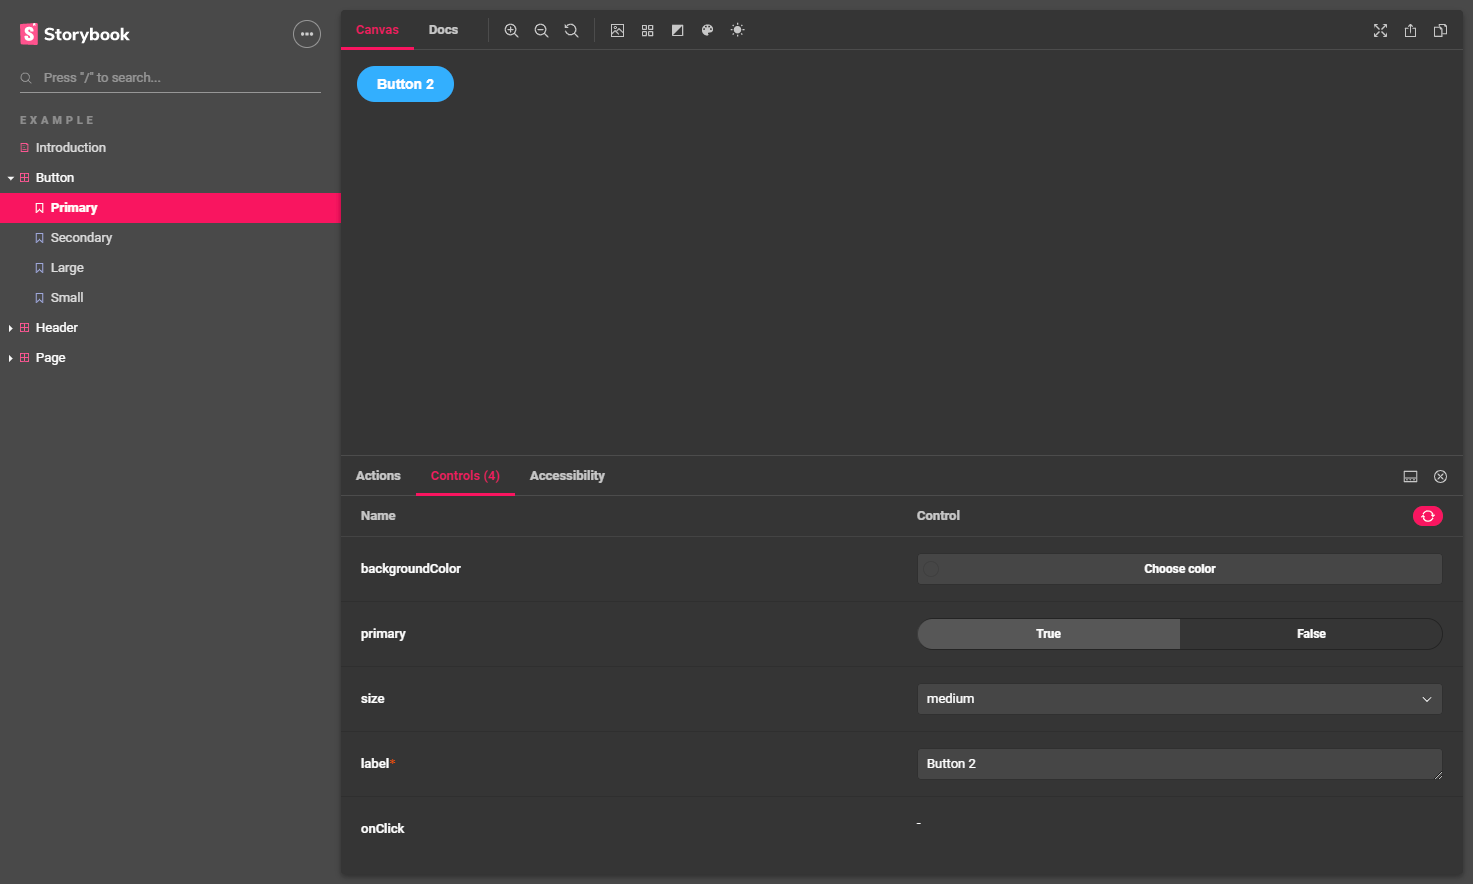 Storybook
Press "/" to search...
EXAMPLE
Introduction
Button
Primary
Secondary
Large
Small
Header
Page
Canvas Docs
Button 2
Actions Controls (4) Accessibility
Name Control
backgroundColor Choose color
primary True False
size medium
label* Button 2
onClick -